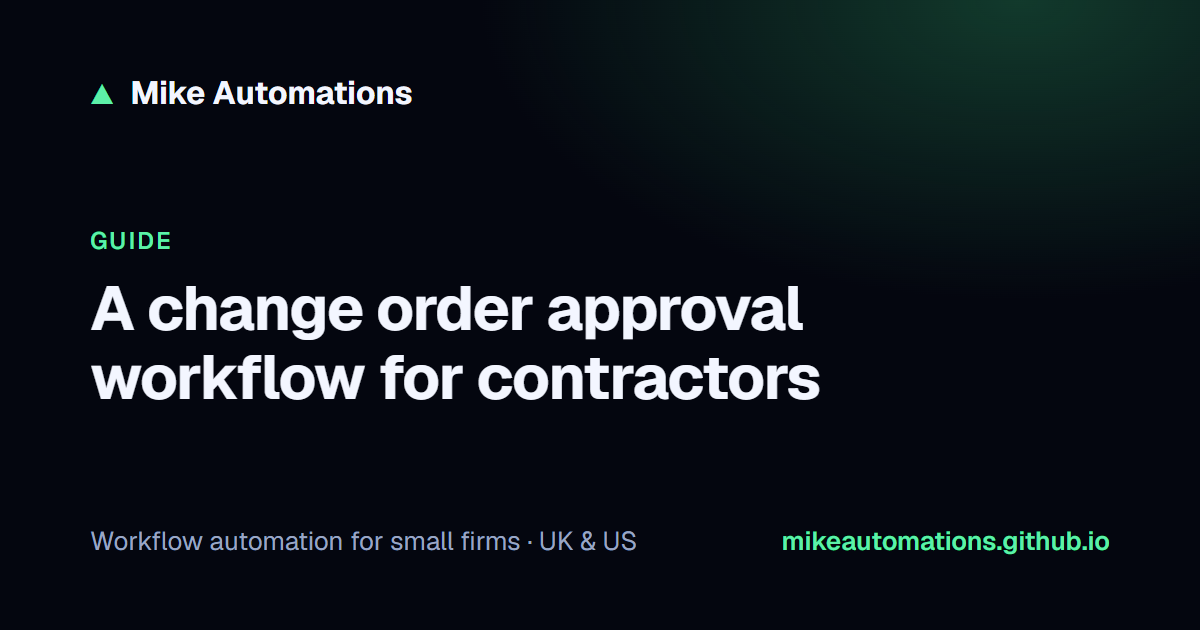 Mike Automations
GUIDE
A change order approval
workflow for contractors
Workflow automation for small firms · UK & US
mikeautomations.github.io